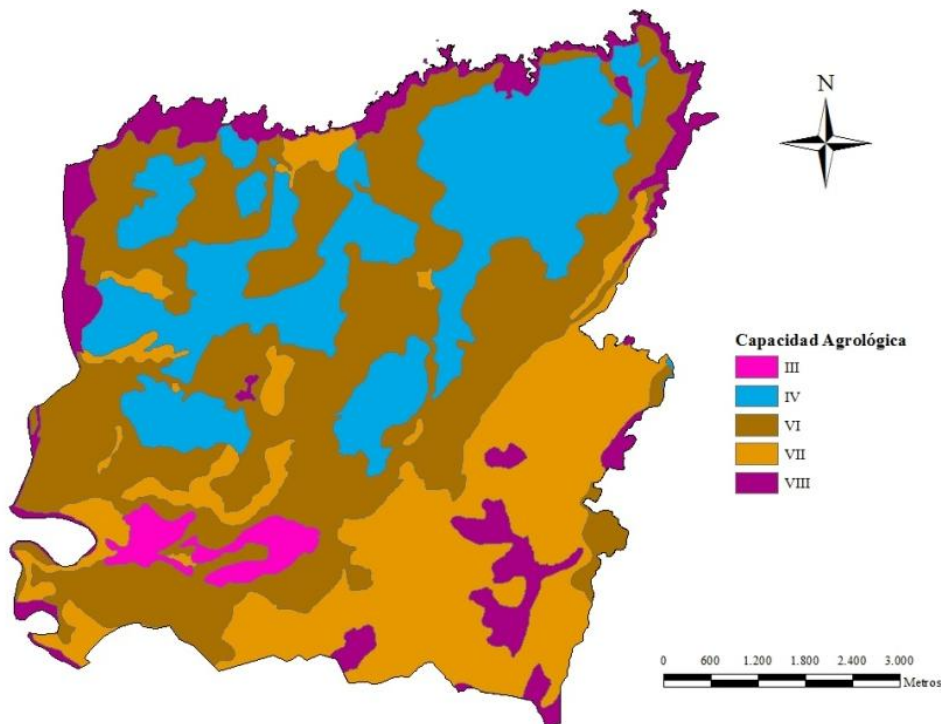 N
Capacidad Agrológica
III
IV
VI
VII
VIII
0 600 1.200 1.800 2.400 3.000
Metros